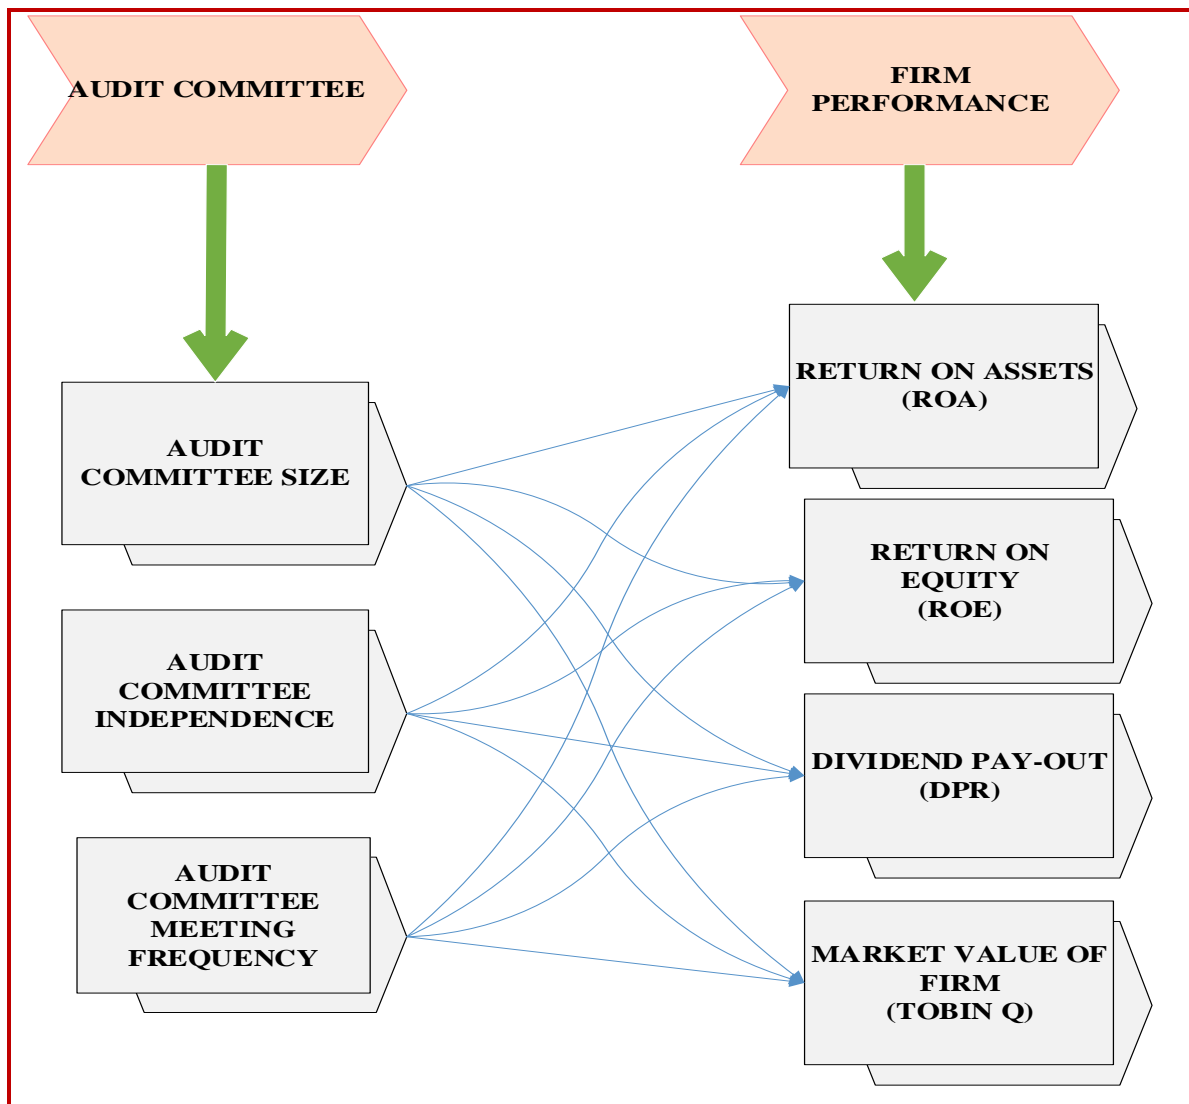 AUDIT COMMITTEE
FIRM
PERFORMANCE
AUDIT
COMMITTEE SIZE
AUDIT
COMMITTEE
INDEPENDENCE
AUDIT
COMMITTEE
MEETING
FREQUENCY
RETURN ON ASSETS
(ROA)
RETURN ON
EQUITY
(ROE)
DIVIDEND PAY-OUT
(DPR)
MARKET VALUE OF
FIRM
(TOBIN Q)